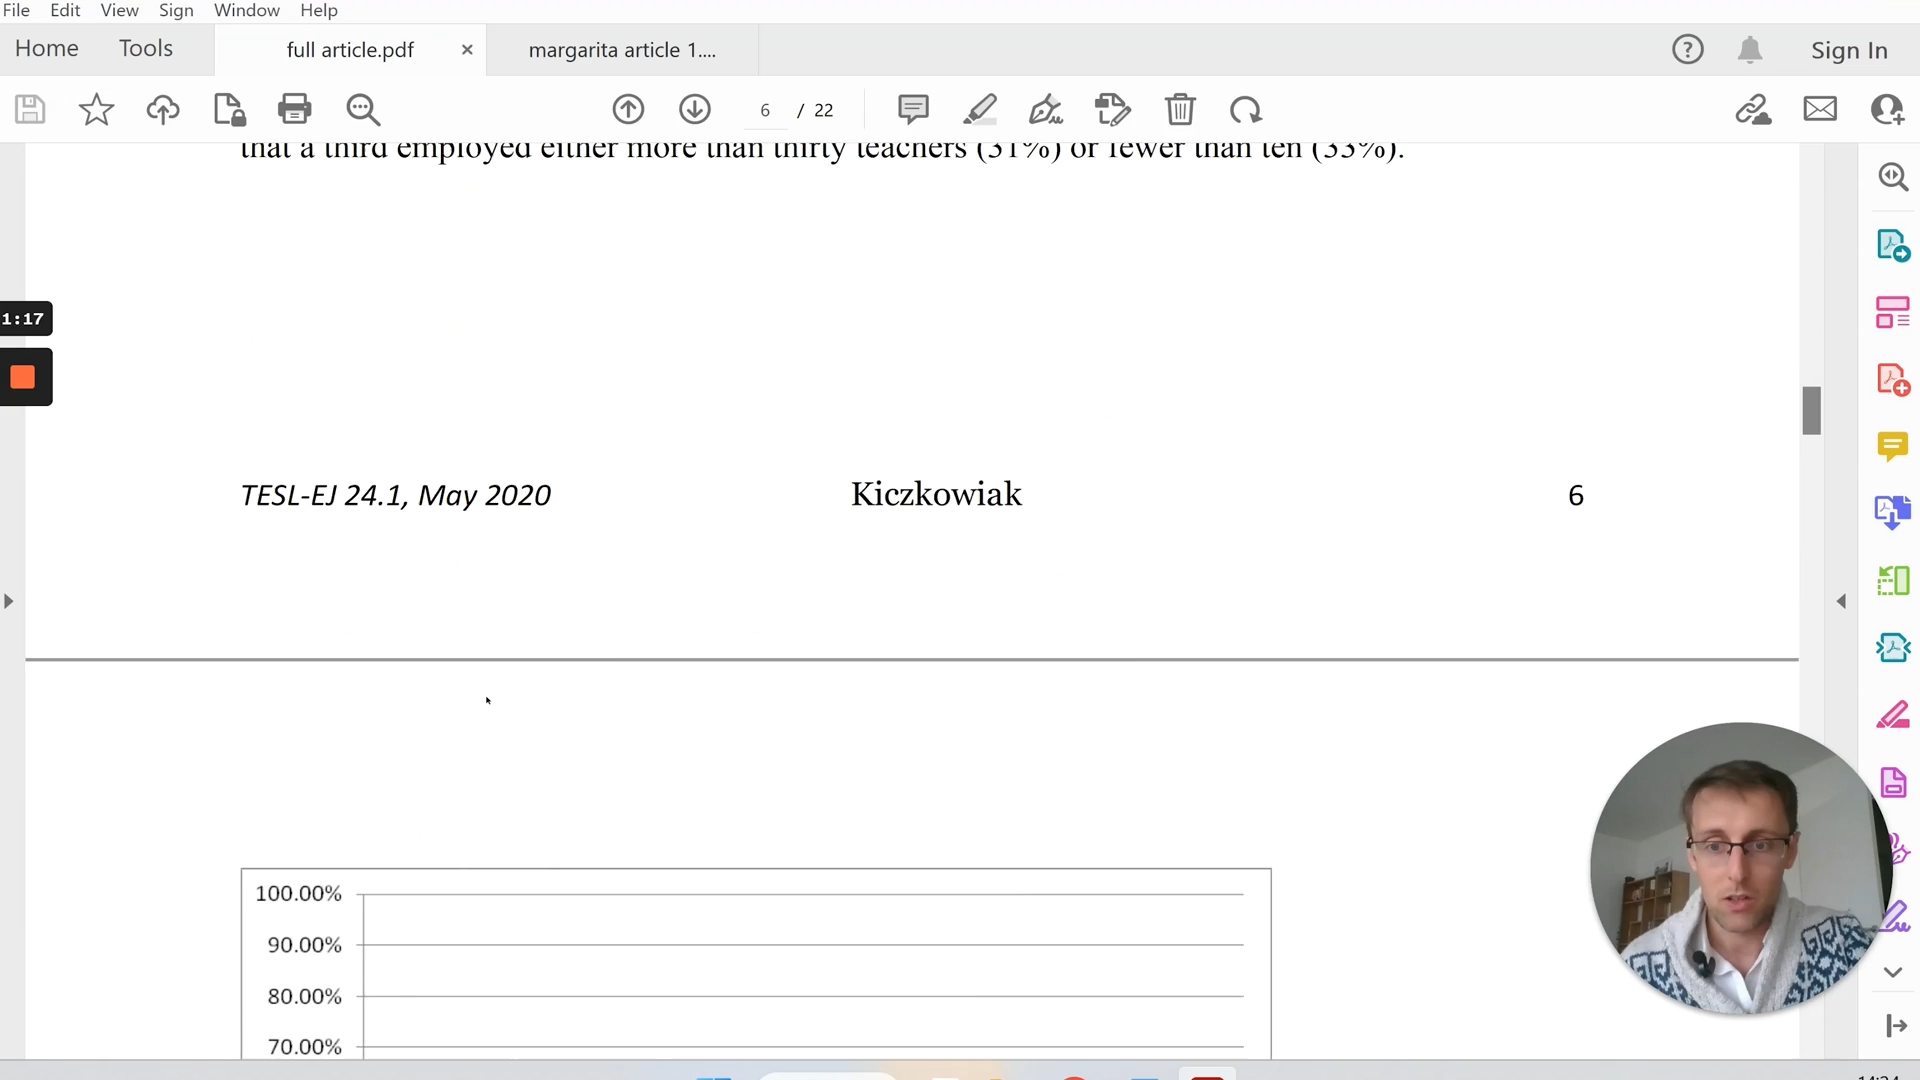 File Edit View Sign Window Help
Home Tools full article.pdf × margarita article 1.... Sign In
6 / 22
that a third employed either more than thirty teachers (31%) or fewer than ten (33%).
1:17
TESL-EJ 24.1, May 2020 Kiczkowiak 6
100.00%
90.00%
80.00%
70.00%